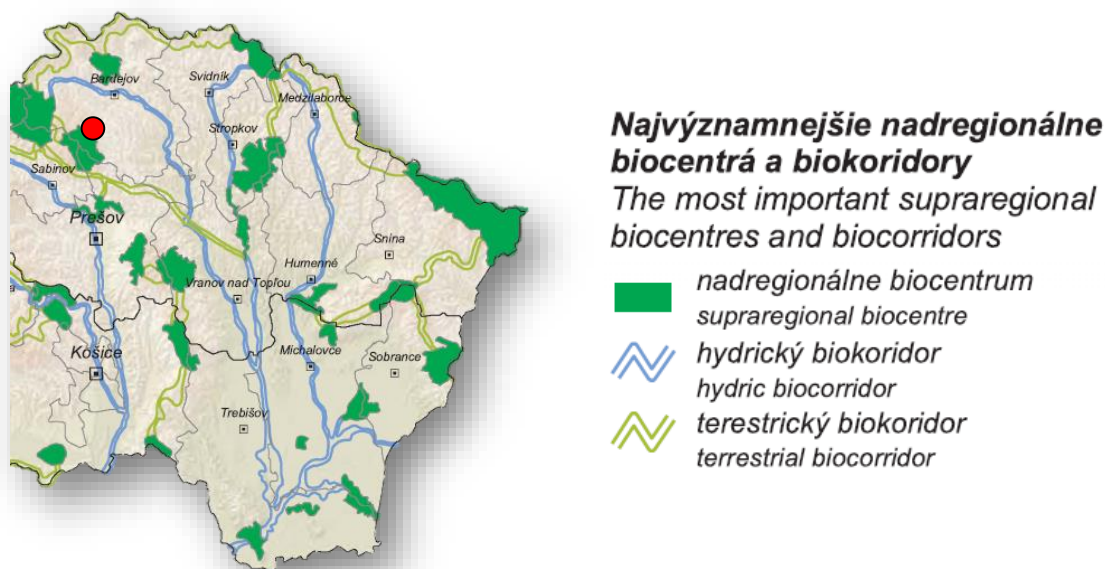 Bardejov
Svidník
Medzilaborce
Stropkov
Sabinov
Prešov
Snina
Humenné
Vranov nad Topľou
Košice
Michalovce
Sobrance
Trebišov
Najvýznamnejšie nadregionálne
biocentrá a biokoridory
The most important supraregional
biocentres and biocorridors
nadregionálne biocentrum
supraregional biocentre
hydrický biokoridor
hydric biocorridor
terestrický biokoridor
terrestrial biocorridor